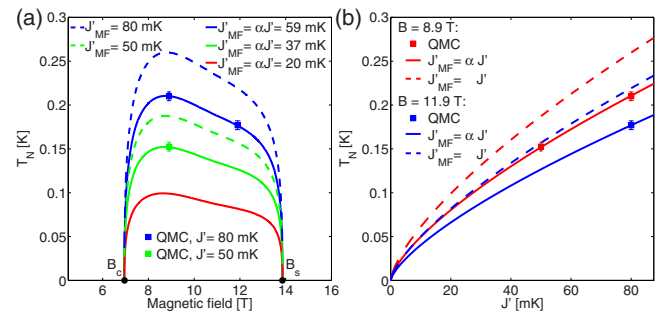 (a)
J'MF = 80 mK
J'MF = 50 mK
J'MF = αJ' = 59 mK
J'MF = αJ' = 37 mK
J'MF = αJ' = 20 mK
0.3
0.25
0.2
0.15
0.1
0.05
0
TN [K]
QMC, J' = 80 mK
QMC, J' = 50 mK
Bc
Bs
6 8 10 12 14 16
Magnetic field [T]
(b)
B = 8.9 T:
QMC
J'MF = α J'
J'MF = J'
B = 11.9 T:
QMC
J'MF = α J'
J'MF = J'
0.3
0.25
0.2
0.15
0.1
0.05
0
TN [K]
0 20 40 60 80
J' [mK]